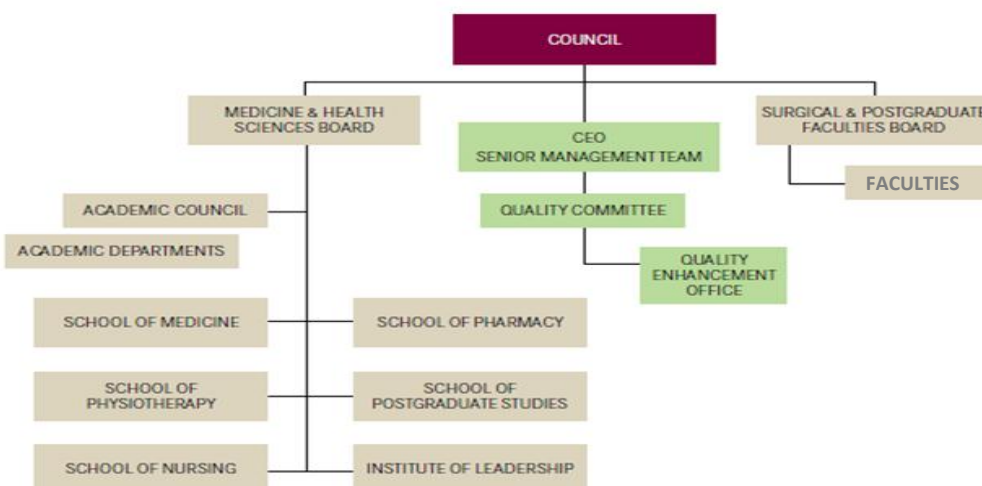 COUNCIL
MEDICINE & HEALTH
SCIENCES BOARD
CEO
SENIOR MANAGEMENT TEAM
SURGICAL & POSTGRADUATE
FACULTIES BOARD
FACULTIES
ACADEMIC COUNCIL
QUALITY COMMITTEE
ACADEMIC DEPARTMENTS
QUALITY
ENHANCEMENT
OFFICE
SCHOOL OF MEDICINE
SCHOOL OF PHARMACY
SCHOOL OF
PHYSIOTHERAPY
SCHOOL OF
POSTGRADUATE STUDIES
SCHOOL OF NURSING
INSTITUTE OF LEADERSHIP